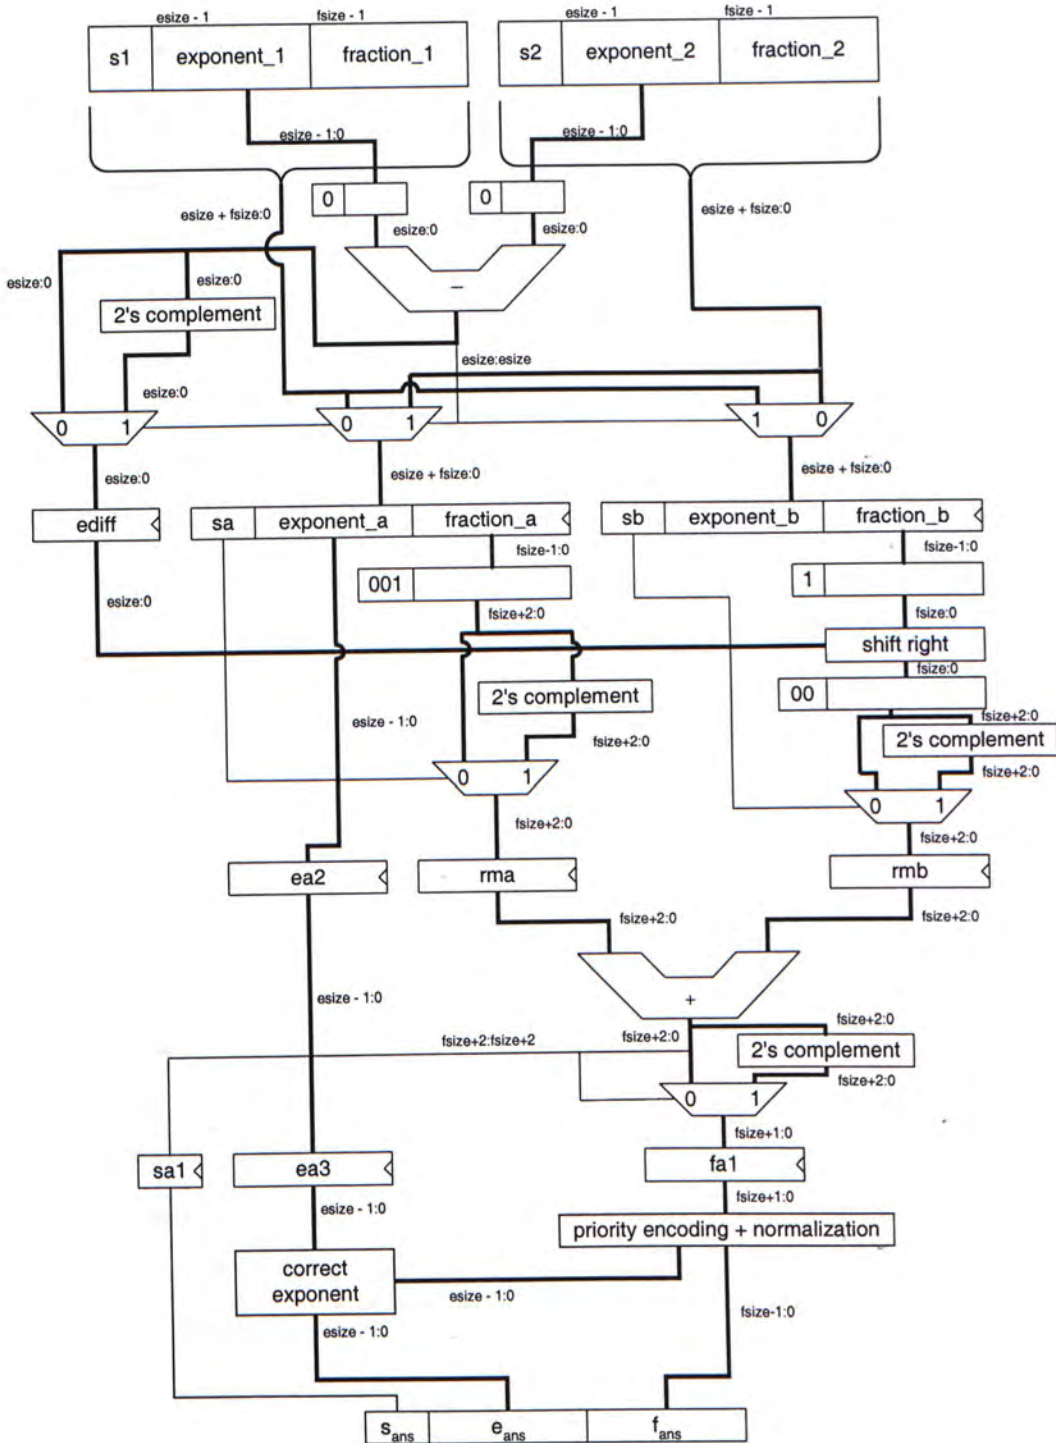 esize - 1 fsize - 1 esize - 1 fsize - 1
s1 exponent_1 fraction_1 s2 exponent_2 fraction_2
esize - 1:0 esize - 1:0
0 0
esize + fsize:0 esize + fsize:0
esize:0 esize:0
esize:0 esize:0
−
2's complement
esize:esize
esize:0
0 1 0 1 1 0
esize:0 esize + fsize:0 esize + fsize:0
ediff sa exponent_a fraction_a sb exponent_b fraction_b
fsize-1:0 fsize-1:0
001 1
esize:0 fsize+2:0 fsize:0
shift right
fsize:0
2's complement 00
esize - 1:0 fsize+2:0
fsize+2:0 2's complement
0 1 fsize+2:0
0 1
fsize+2:0 fsize+2:0
ea2 rma rmb
fsize+2:0 fsize+2:0
esize - 1:0 +
fsize+2:0
fsize+2:fsize+2 fsize+2:0 2's complement
fsize+2:0
0 1
fsize+1:0
sa1 ea3 fa1
esize - 1:0 fsize+1:0
priority encoding + normalization
correct
exponent
esize - 1:0 fsize-1:0
esize - 1:0
s ans e ans f ans